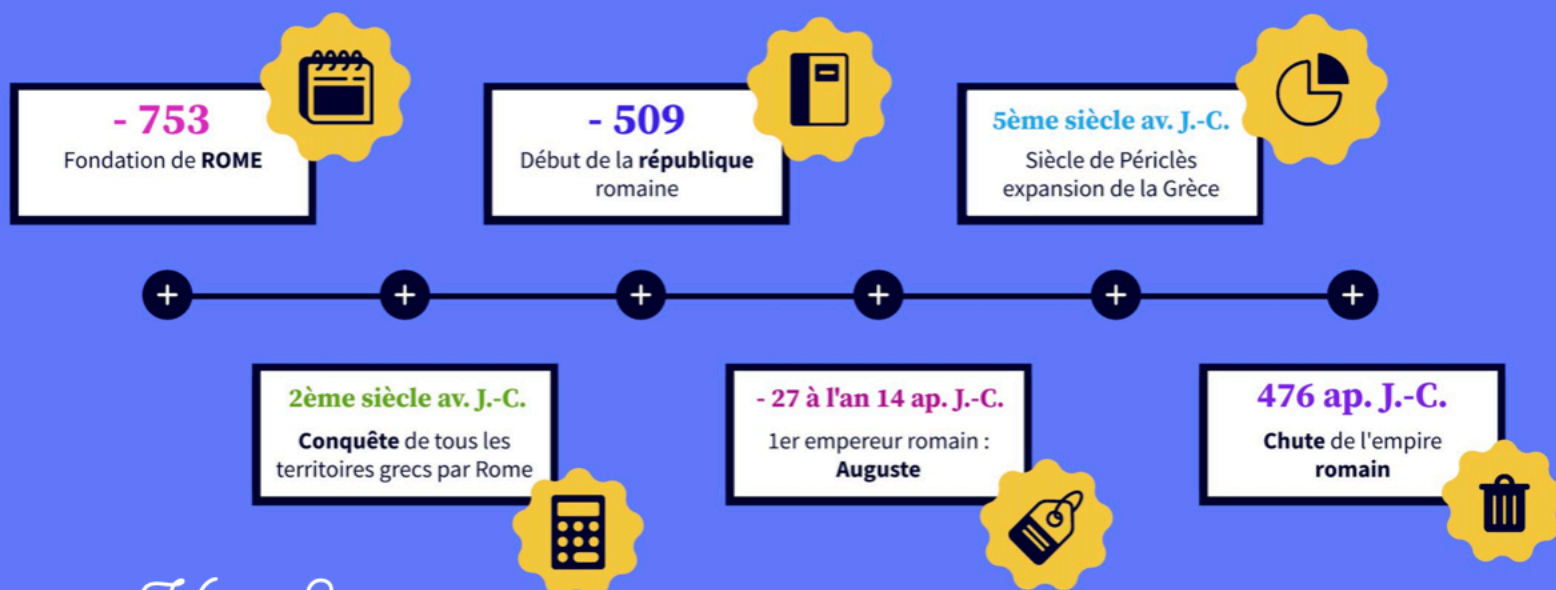 - 753
Fondation de ROME
- 509
Début de la république
romaine
5ème siècle av. J.-C.
Siècle de Périclès
expansion de la Grèce
2ème siècle av. J.-C.
Conquête de tous les
territoires grecs par Rome
- 27 à l'an 14 ap. J.-C.
1er empereur romain :
Auguste
476 ap. J.-C.
Chute de l'empire
romain